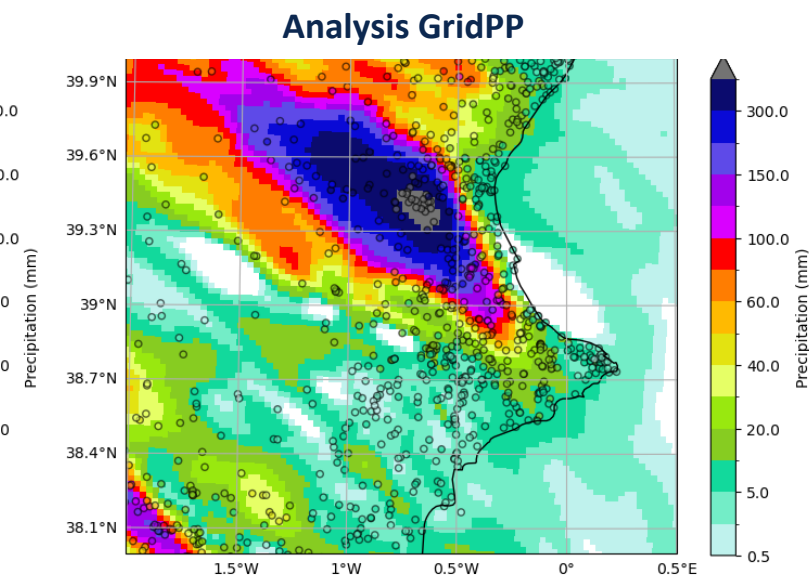 Analysis GridPP
39.9°N
39.6°N
39.3°N
39°N
38.7°N
38.4°N
38.1°N
1.5°W 1°W 0.5°W 0° 0.5°E
Precipitation (mm)
300.0
150.0
100.0
60.0
40.0
20.0
5.0
0.5
Precipitation (mm)